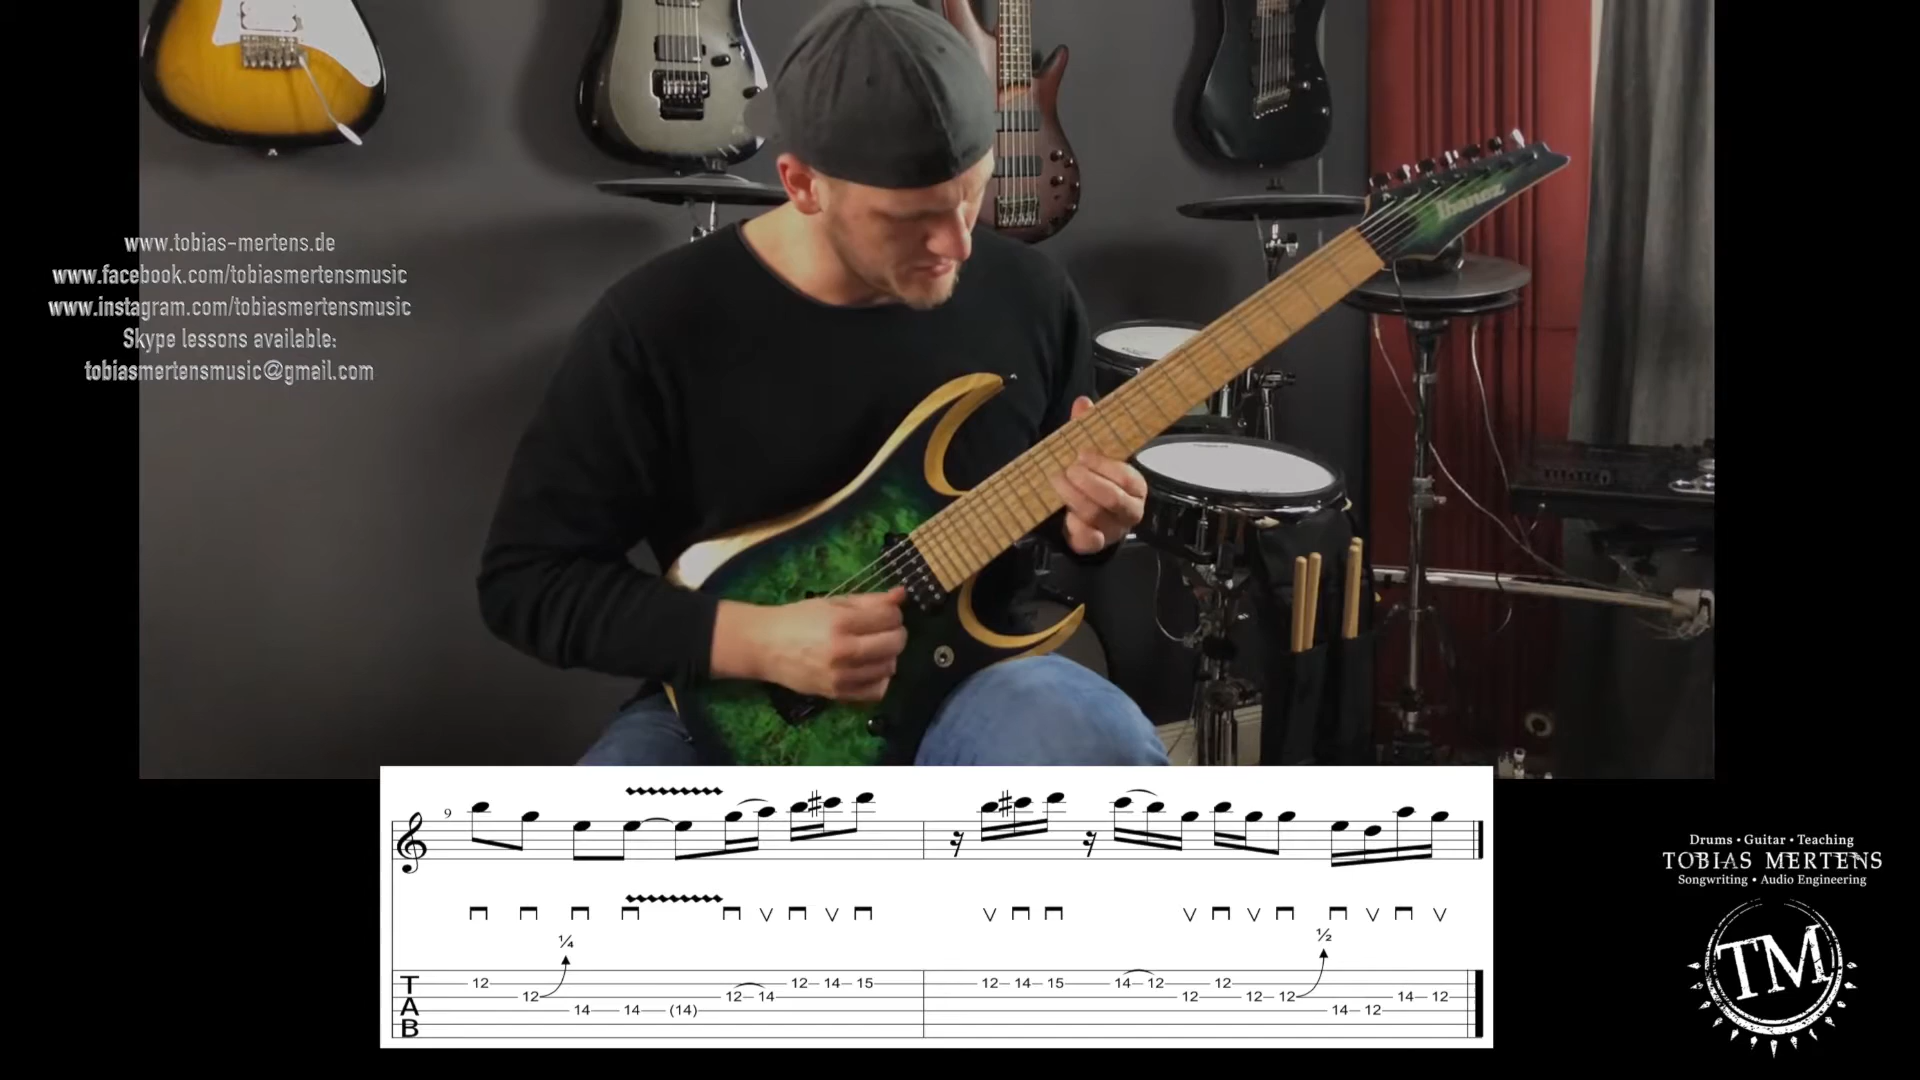 Ibanez
www.tobias-mertens.de
www.facebook.com/tobiasmertensmusic
www.instagram.com/tobiasmertensmusic
Skype lessons available:
tobiasmertensmusic@gmail.com
9
1/4
1/2
T
A
B
12 12 14 14 (14) 12 14 12 14 15 12 14 15 14 12 12 12 12 12 14 12 14 12
Drums • Guitar • Teaching
TOBIAS MERTENS
Songwriting • Audio Engineering
TM